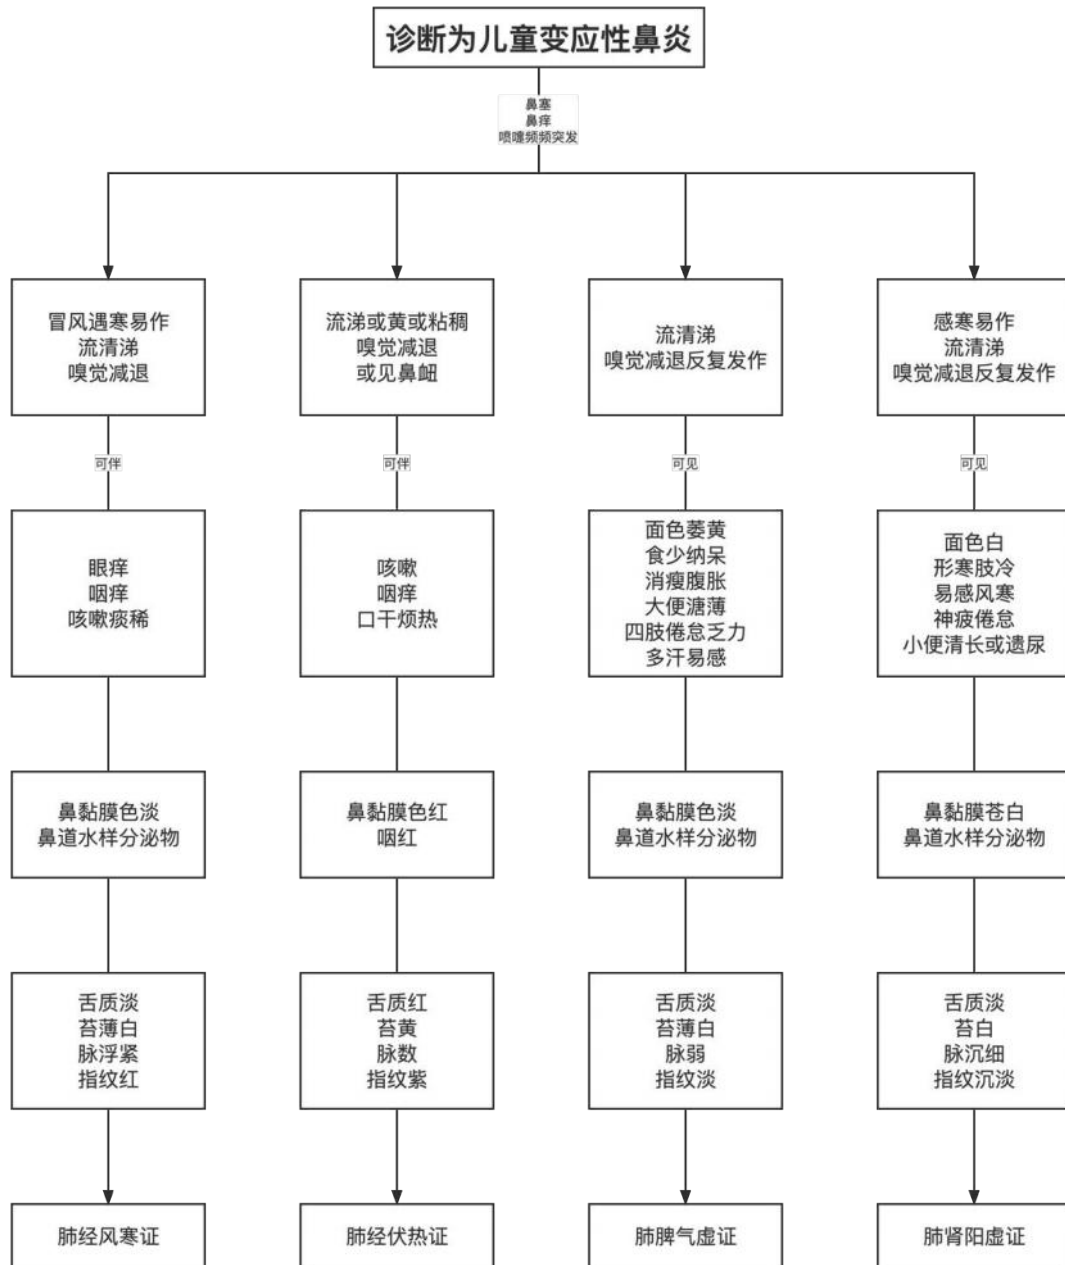 诊断为儿童变应性鼻炎
鼻塞
鼻痒
喷嚏频频突发
冒风遇寒易作
流清涕
嗅觉减退
可伴
眼痒
咽痒
咳嗽痰稀
鼻黏膜色淡
鼻道水样分泌物
舌质淡
苔薄白
脉浮紧
指纹红
肺经风寒证
流涕或黄或粘稠
嗅觉减退
或见鼻衄
可伴
咳嗽
咽痒
口干烦热
鼻黏膜色红
咽红
舌质红
苔黄
脉数
指纹紫
肺经伏热证
流清涕
嗅觉减退反复发作
可见
面色萎黄
食少纳呆
消瘦腹胀
大便溏薄
四肢倦怠乏力
多汗易感
鼻黏膜色淡
鼻道水样分泌物
舌质淡
苔薄白
脉弱
指纹淡
肺脾气虚证
感寒易作
流清涕
嗅觉减退反复发作
可见
面色白
形寒肢冷
易感风寒
神疲倦怠
小便清长或遗尿
鼻黏膜苍白
鼻道水样分泌物
舌质淡
苔白
脉沉细
指纹沉淡
肺肾阳虚证